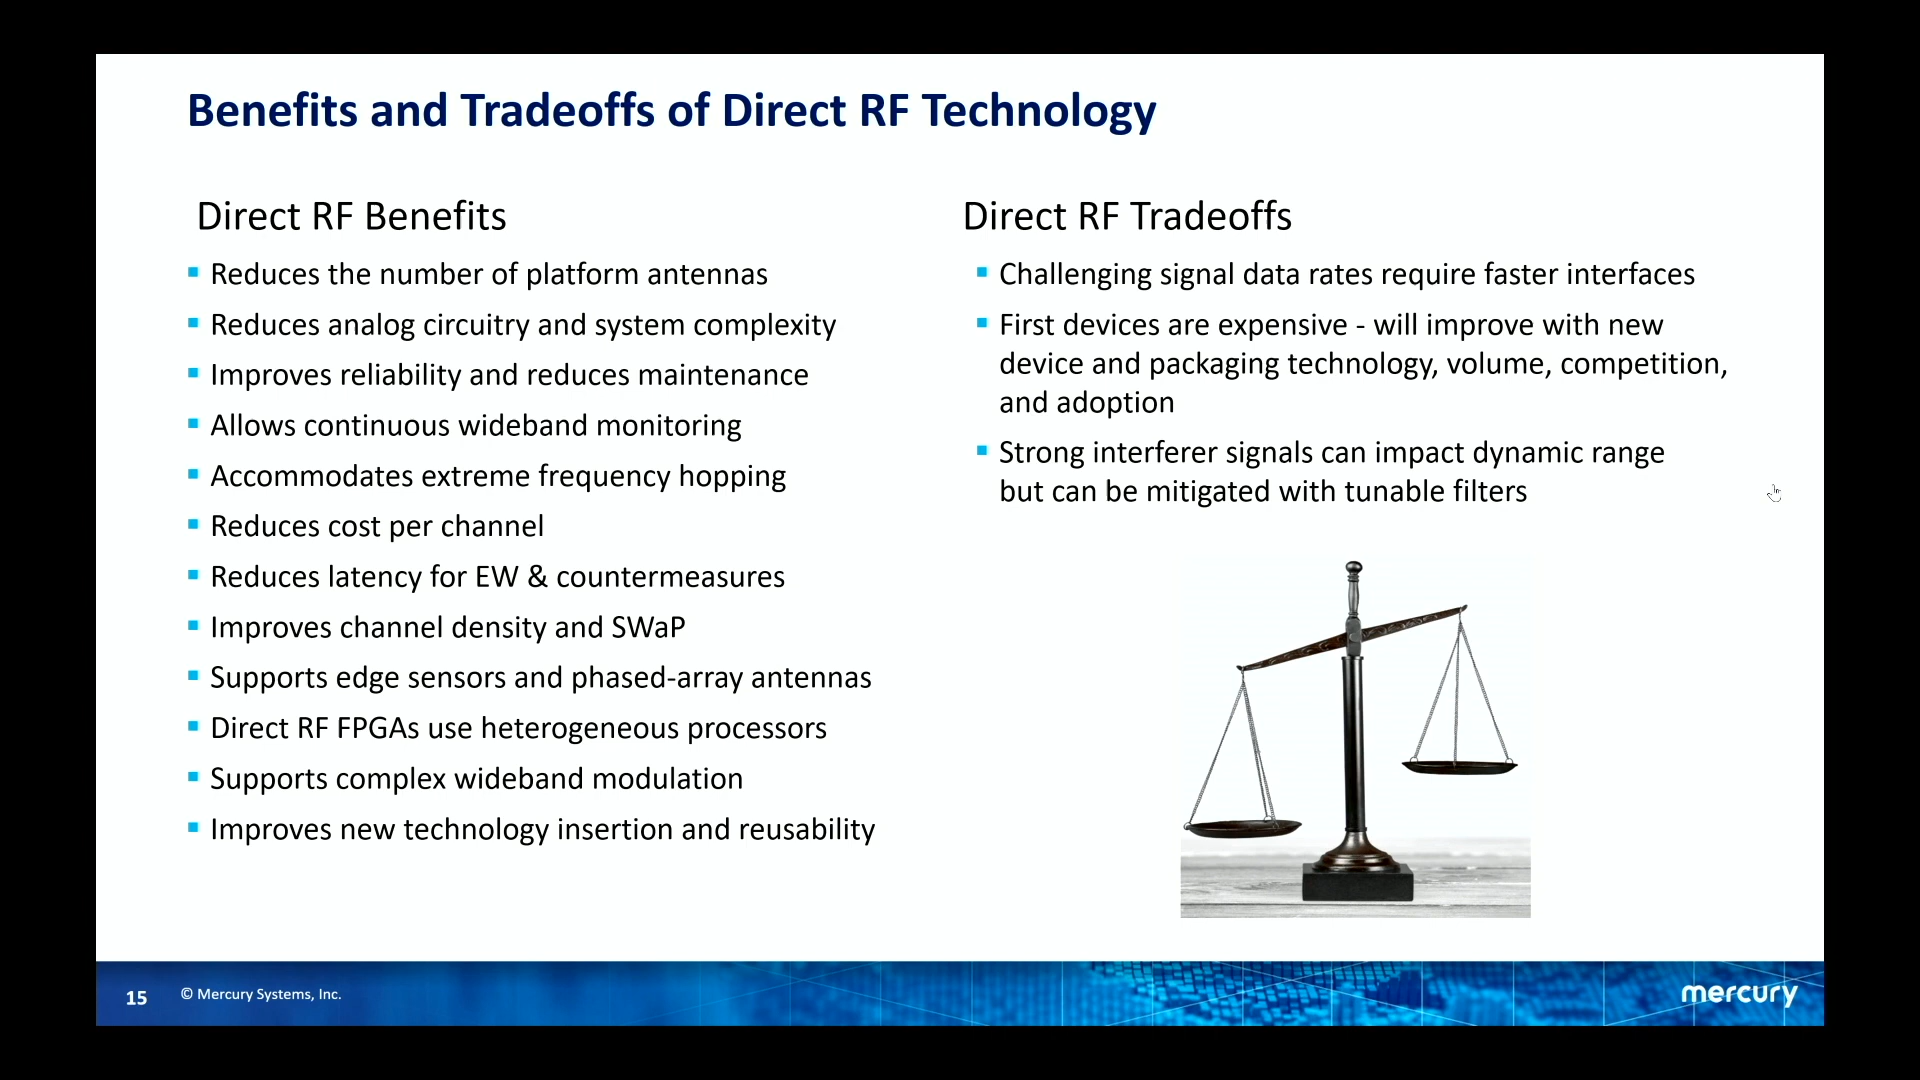 Benefits and Tradeoffs of Direct RF Technology
Direct RF Benefits
Reduces the number of platform antennas
Reduces analog circuitry and system complexity
Improves reliability and reduces maintenance
Allows continuous wideband monitoring
Accommodates extreme frequency hopping
Reduces cost per channel
Reduces latency for EW & countermeasures
Improves channel density and SWaP
Supports edge sensors and phased-array antennas
Direct RF FPGAs use heterogeneous processors
Supports complex wideband modulation
Improves new technology insertion and reusability
Direct RF Tradeoffs
Challenging signal data rates require faster interfaces
First devices are expensive - will improve with new
device and packaging technology, volume, competition,
and adoption
Strong interferer signals can impact dynamic range
but can be mitigated with tunable filters
15
© Mercury Systems, Inc.
mercury